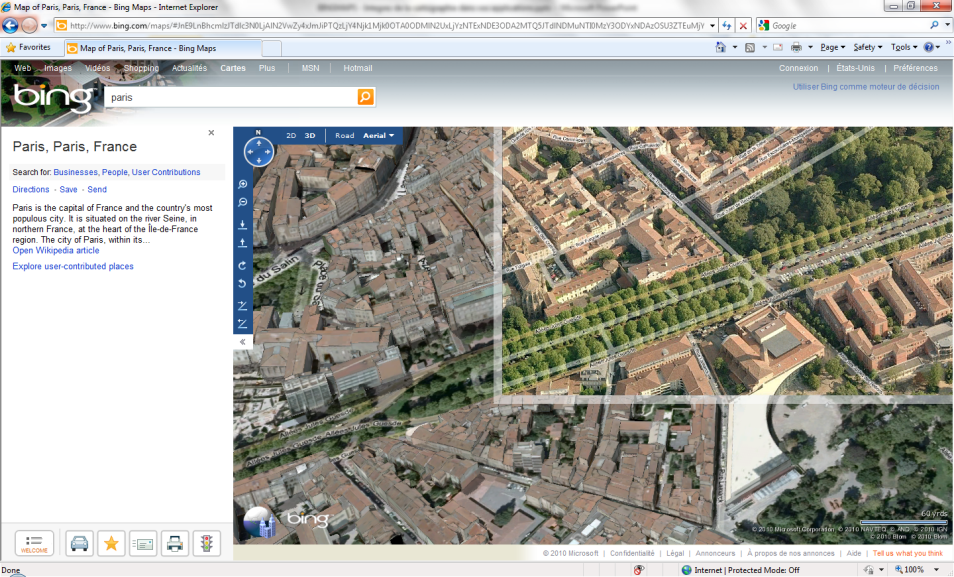 Map of Paris, Paris, France - Bing Maps - Internet Explorer
Google
Favorites
Map of Paris, Paris, France - Bing Maps
Page
Safety
Tools
Web Images Vidéos Shopping Actualités Cartes Plus | MSN | Hotmail
Connexion | États-Unis | Préférences
bing
paris
Utiliser Bing comme moteur de décision
Paris, Paris, France
Search for: Businesses, People, User Contributions
Directions · Save · Send
Paris is the capital of France and the country's most
populous city. It is situated on the river Seine, in
northern France, at the heart of the Île-de-France
region. The city of Paris, within its…
Open Wikipedia article
Explore user-contributed places
N
2D 3D Road Aerial
du Salin
Allées Jules Guesde
bing
60 yrds
© 2010 Microsoft Corporation © 2010 NAVTEQ © AND © 2010 IGN
© 2010 Blom © 2010 Blom
WELCOME
© 2010 Microsoft | Confidentialité | Légal | Annonceurs | À propos de nos annonces | Aide | Tell us what you think
Done
Internet | Protected Mode: Off
100%